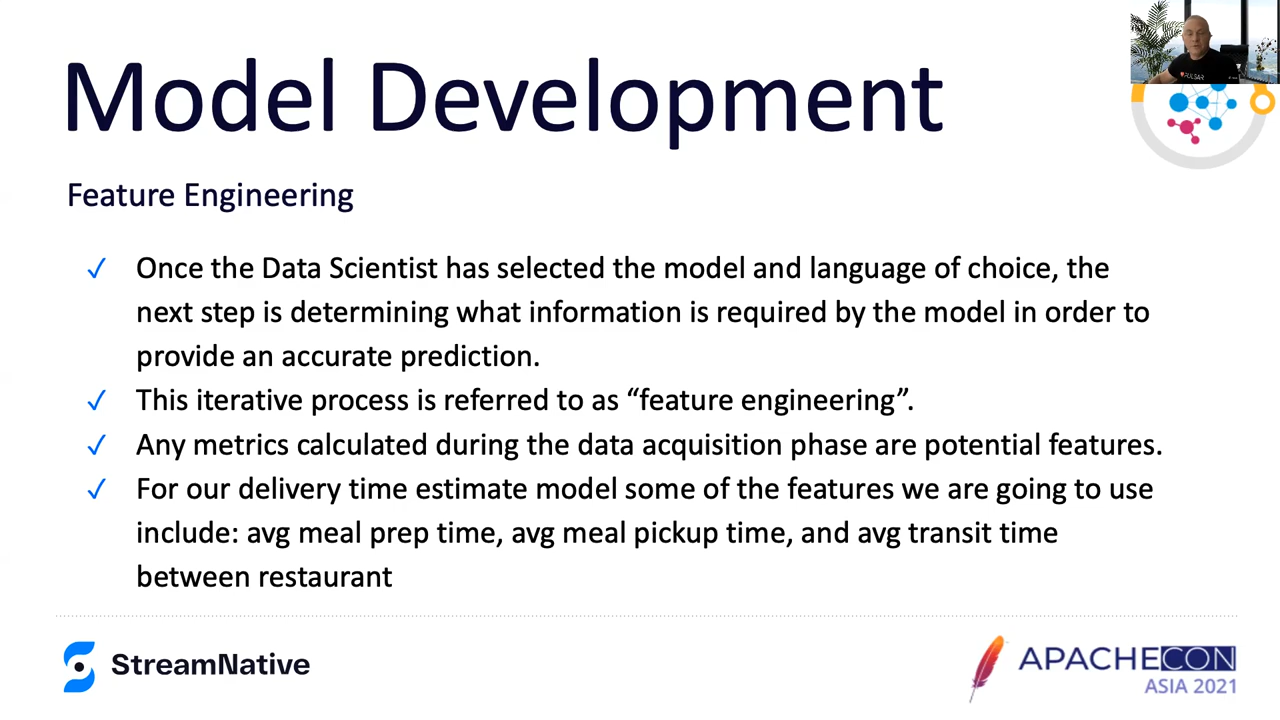 Model Development
Feature Engineering
✓ Once the Data Scientist has selected the model and language of choice, the
next step is determining what information is required by the model in order to
provide an accurate prediction.
✓ This iterative process is referred to as “feature engineering”.
✓ Any metrics calculated during the data acquisition phase are potential features.
✓ For our delivery time estimate model some of the features we are going to use
include: avg meal prep time, avg meal pickup time, and avg transit time
between restaurant
StreamNative
APACHECON
ASIA 2021
PULSAR